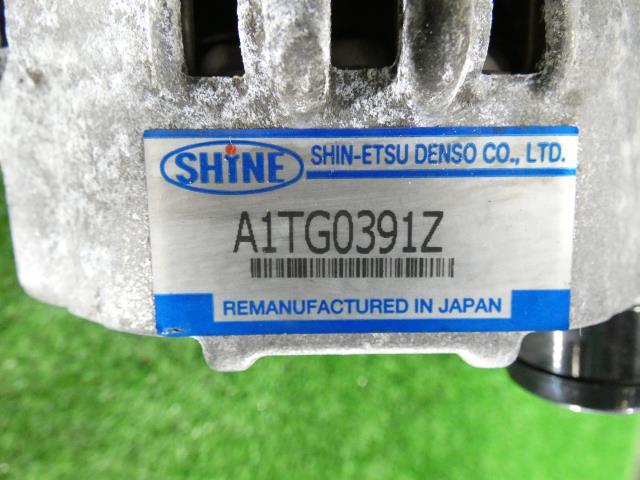 SHINE
SHIN-ETSU DENSO CO., LTD.
A1TG0391Z
REMANUFACTURED IN JAPAN